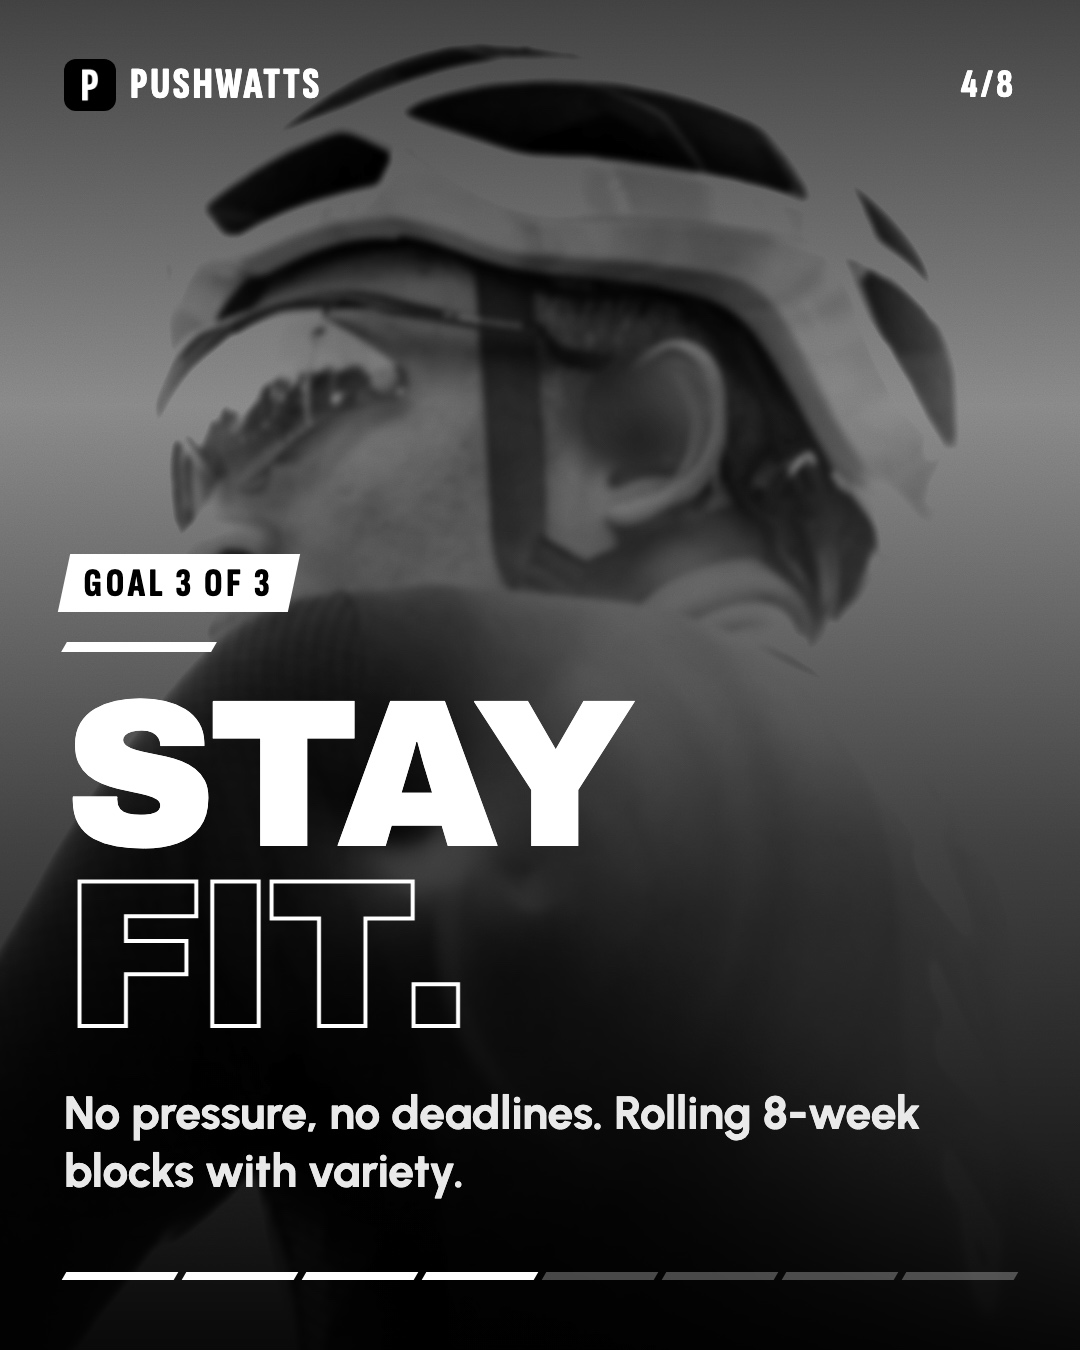 P PUSHWATTS
4/8
GOAL 3 OF 3
STAY
FIT.
No pressure, no deadlines. Rolling 8-week
blocks with variety.